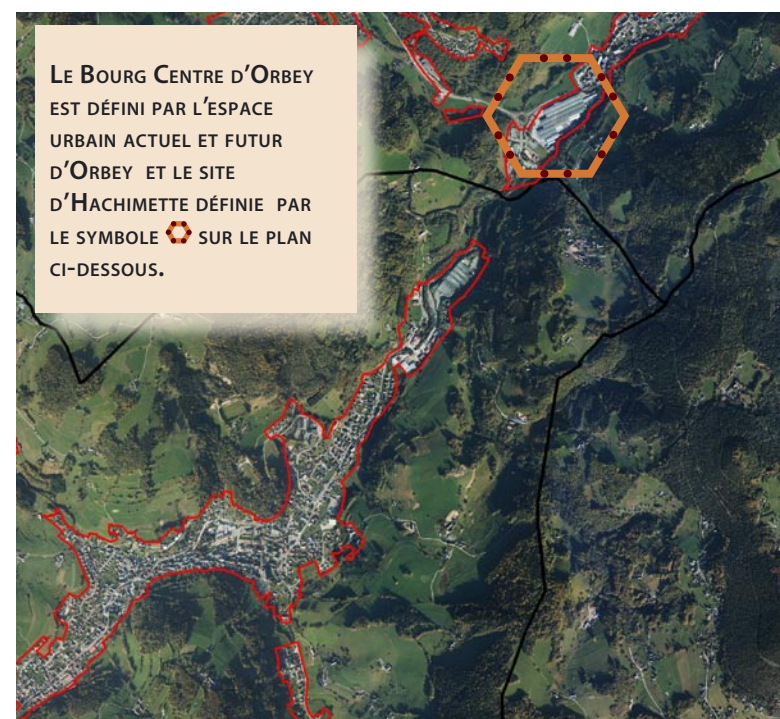 Le Bourg Centre d'Orbey
est défini par l'espace
urbain actuel et futur
d'Orbey et le site
d'Hachimette définie par
le symbole sur le plan
ci-dessous.